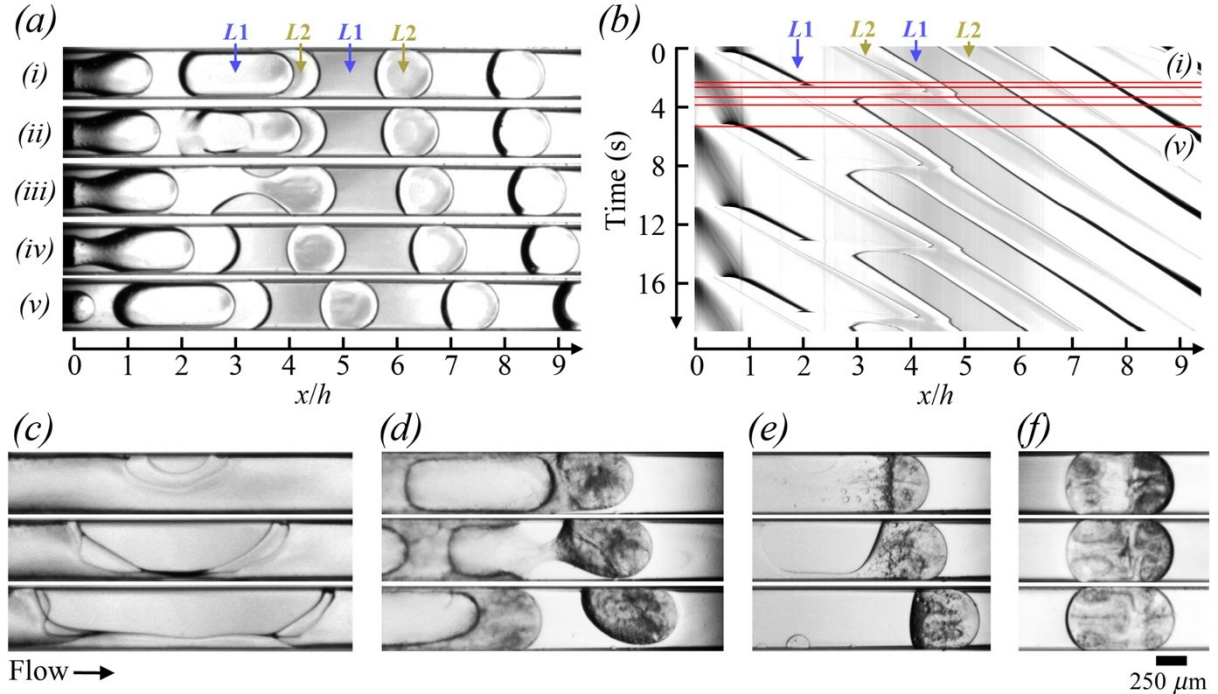 (a)
L1 L2 L1 L2
(i)
(ii)
(iii)
(iv)
(v)
0 1 2 3 4 5 6 7 8 9
x/h
(b)
L1 L2 L1 L2
0
4
8
12
16
Time (s)
(i)
(v)
0 1 2 3 4 5 6 7 8 9
x/h
(c) (d) (e) (f)
Flow
250 μm